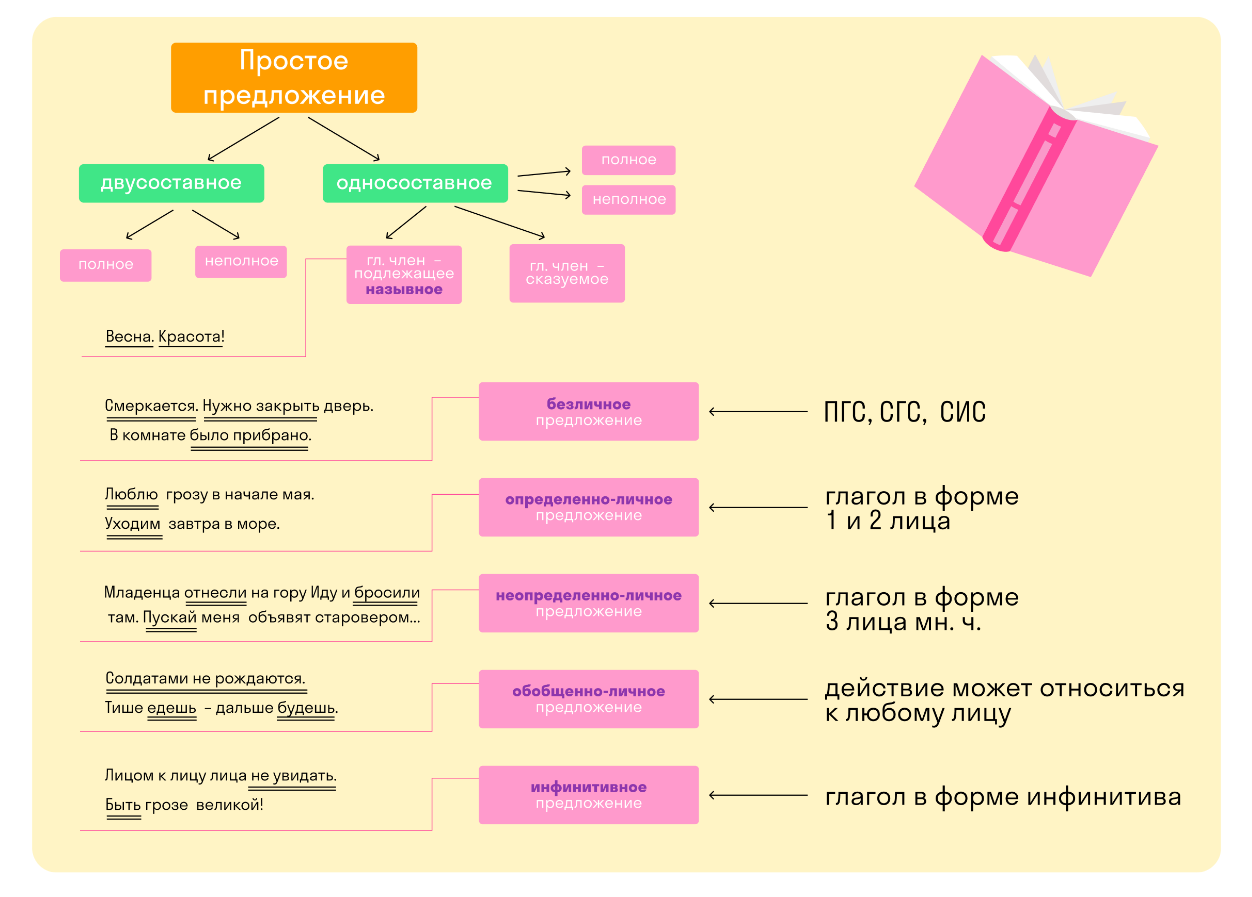 Простое
предложение
двусоставное
односоставное
полное
неполное
полное
неполное
гл. член –
подлежащее
назывное
гл. член –
сказуемое
Весна. Красота!
Смеркается. Нужно закрыть дверь.
В комнате было прибрано.
безличное
предложение
ПГС, СГС, СИС
Люблю грозу в начале мая.
Уходим завтра в море.
определенно-личное
предложение
глагол в форме
1 и 2 лица
Младенца отнесли на гору Иду и бросили
там. Пускай меня объявят старовером...
неопределенно-личное
предложение
глагол в форме
3 лица мн. ч.
Солдатами не рождаются.
Тише едешь – дальше будешь.
обобщенно-личное
предложение
действие может относиться
к любому лицу
Лицом к лицу лица не увидать.
Быть грозе великой!
инфинитивное
предложение
глагол в форме инфинитива